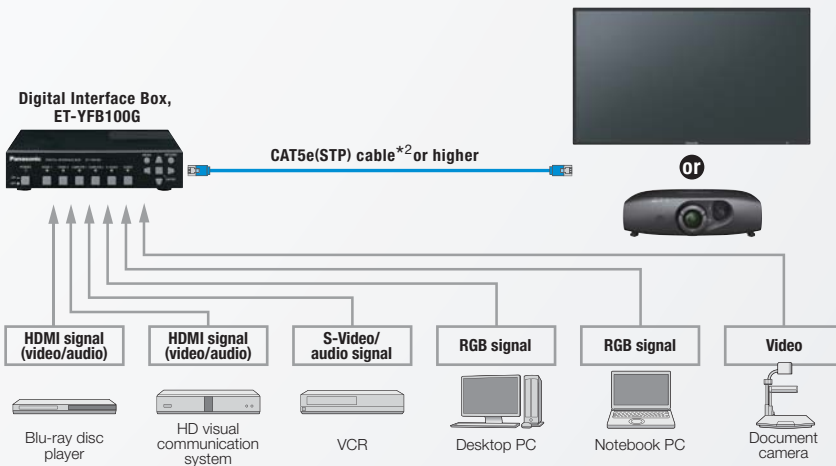 Digital Interface Box,
ET-YFB100G
Panasonic
CAT5e(STP) cable*2 or higher
or
HDMI signal
(video/audio)
HDMI signal
(video/audio)
S-Video/
audio signal
RGB signal
RGB signal
Video
Blu-ray disc
player
HD visual
communication
system
VCR
Desktop PC
Notebook PC
Document
camera